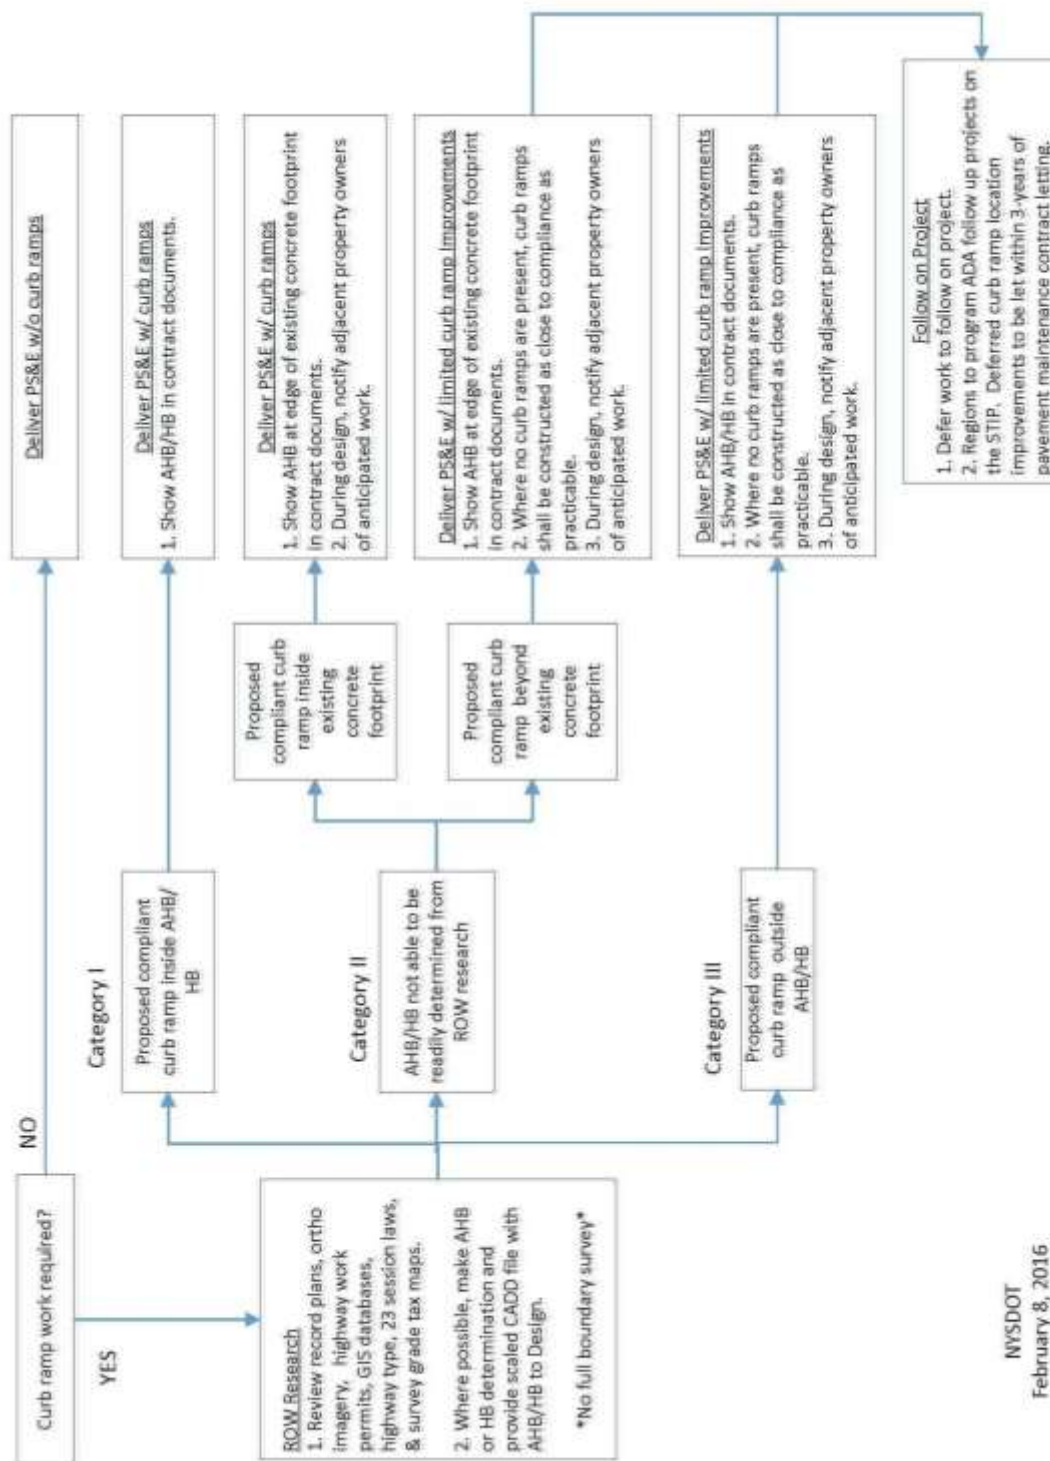 Curb ramp work required?
NO
YES
Deliver PS&E w/o curb ramps
ROW Research
1. Review record plans, ortho
imagery, highway work
permits, GIS databases,
highway type, 23 session laws,
& survey grade tax maps.
2. Where possible, make AHB
or HB determination and
provide scaled CADD file with
AHB/HB to Design.
*No full boundary survey*
Category I
Proposed compliant
curb ramp inside AHB/
HB
Deliver PS&E w/ curb ramps
1. Show AHB/HB in contract documents.
Category II
AHB/HB not able to be
readily determined from
ROW research
Proposed
compliant curb
ramp inside
existing
concrete
footprint
Deliver PS&E w/ curb ramps
1. Show AHB at edge of existing concrete footprint
in contract documents.
2. During design, notify adjacent property owners
of anticipated work.
Proposed
compliant curb
ramp beyond
existing
concrete
footprint
Deliver PS&E w/ limited curb ramp improvements
1. Show AHB at edge of existing concrete footprint
in contract documents.
2. Where no curb ramps are present, curb ramps
shall be constructed as close to compliance as
practicable.
3. During design, notify adjacent property owners
of anticipated work.
Category III
Proposed compliant
curb ramp outside
AHB/HB
Deliver PS&E w/ limited curb ramp improvements
1. Show AHB/HB in contract documents.
2. Where no curb ramps are present, curb ramps
shall be constructed as close to compliance as
practicable.
3. During design, notify adjacent property owners
of anticipated work.
Follow on Project
1. Defer work to follow on project.
2. Regions to program ADA follow up projects on
the STIP. Deferred curb ramp location
improvements to be let within 3-years of
pavement maintenance contract letting.
NYSDOT
February 8, 2016